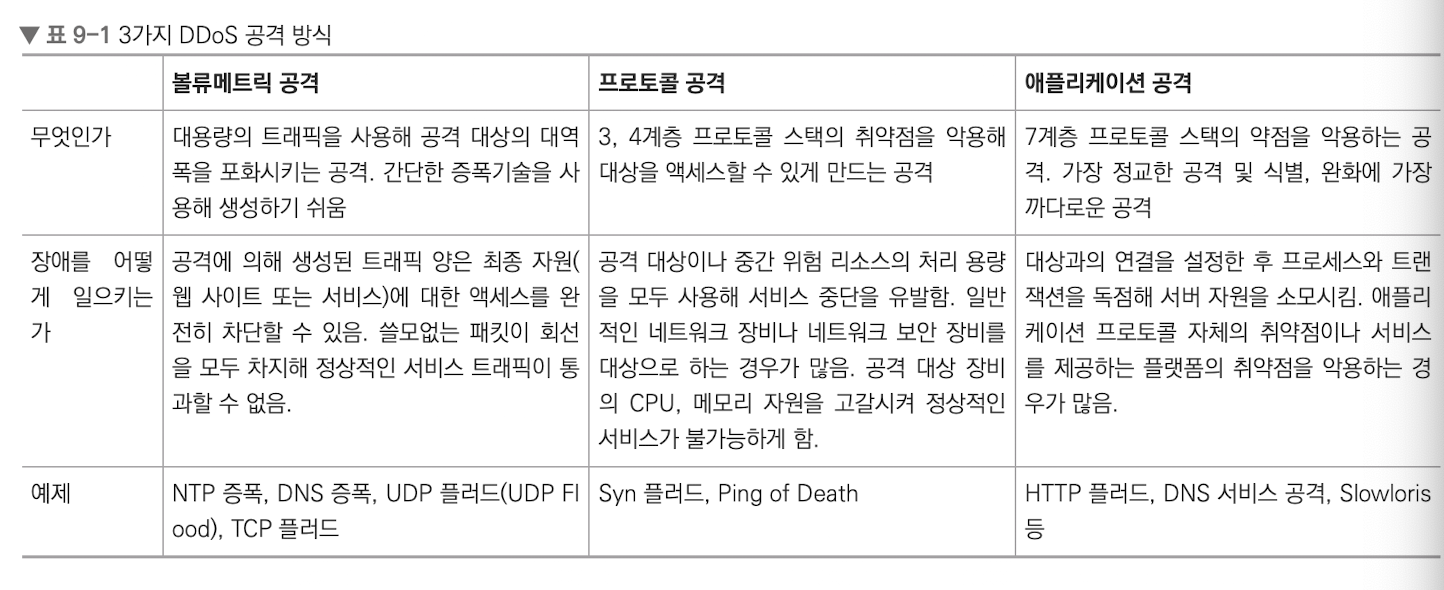 ▼ 표 9-1 3가지 DDoS 공격 방식
볼류메트릭 공격
프로토콜 공격
애플리케이션 공격
무엇인가
대용량의 트래픽을 사용해 공격 대상의 대역
폭을 포화시키는 공격. 간단한 증폭기술을 사
용해 생성하기 쉬움
3, 4계층 프로토콜 스택의 취약점을 악용해
대상을 액세스할 수 있게 만드는 공격
7계층 프로토콜 스택의 약점을 악용하는 공
격. 가장 정교한 공격 및 식별, 완화에 가장
까다로운 공격
장애를 어떻
게 일으키는
가
공격에 의해 생성된 트래픽 양은 최종 자원(
웹 사이트 또는 서비스)에 대한 액세스를 완
전히 차단할 수 있음. 쓸모없는 패킷이 회선
을 모두 차지해 정상적인 서비스 트래픽이 통
과할 수 없음.
공격 대상이나 중간 위험 리소스의 처리 용량
을 모두 사용해 서비스 중단을 유발함. 일반
적인 네트워크 장비나 네트워크 보안 장비를
대상으로 하는 경우가 많음. 공격 대상 장비
의 CPU, 메모리 자원을 고갈시켜 정상적인
서비스가 불가능하게 함.
대상과의 연결을 설정한 후 프로세스와 트랜
잭션을 독점해 서버 자원을 소모시킴. 애플리
케이션 프로토콜 자체의 취약점이나 서비스
를 제공하는 플랫폼의 취약점을 악용하는 경
우가 많음.
예제
NTP 증폭, DNS 증폭, UDP 플러드(UDP Fl
ood), TCP 플러드
Syn 플러드, Ping of Death
HTTP 플러드, DNS 서비스 공격, Slowloris
등